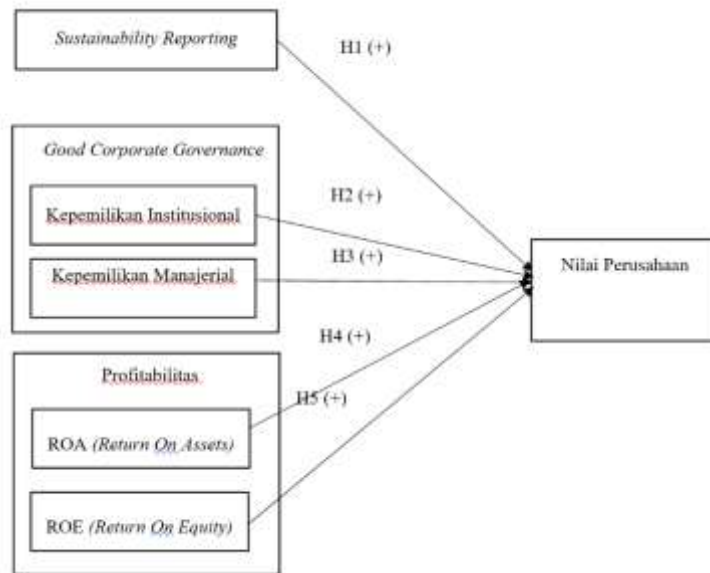 Sustainability Reporting
H1 (+)
Good Corporate Governance
Kepemilikan Institusional
H2 (+)
Kepemilikan Manajerial
H3 (+)
Nilai Perusahaan
Profitabilitas
H4 (+)
H5 (+)
ROA (Return On Assets)
ROE (Return On Equity)